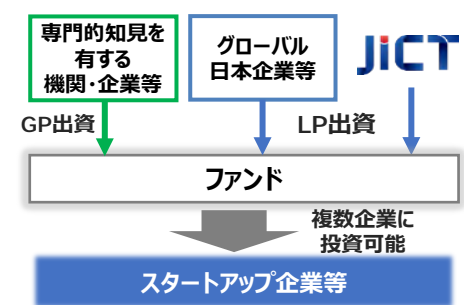 専門的知見を
有する
機関・企業等
グローバル
日本企業等
JICT
GP出資
LP出資
ファンド
複数企業に
投資可能
スタートアップ企業等